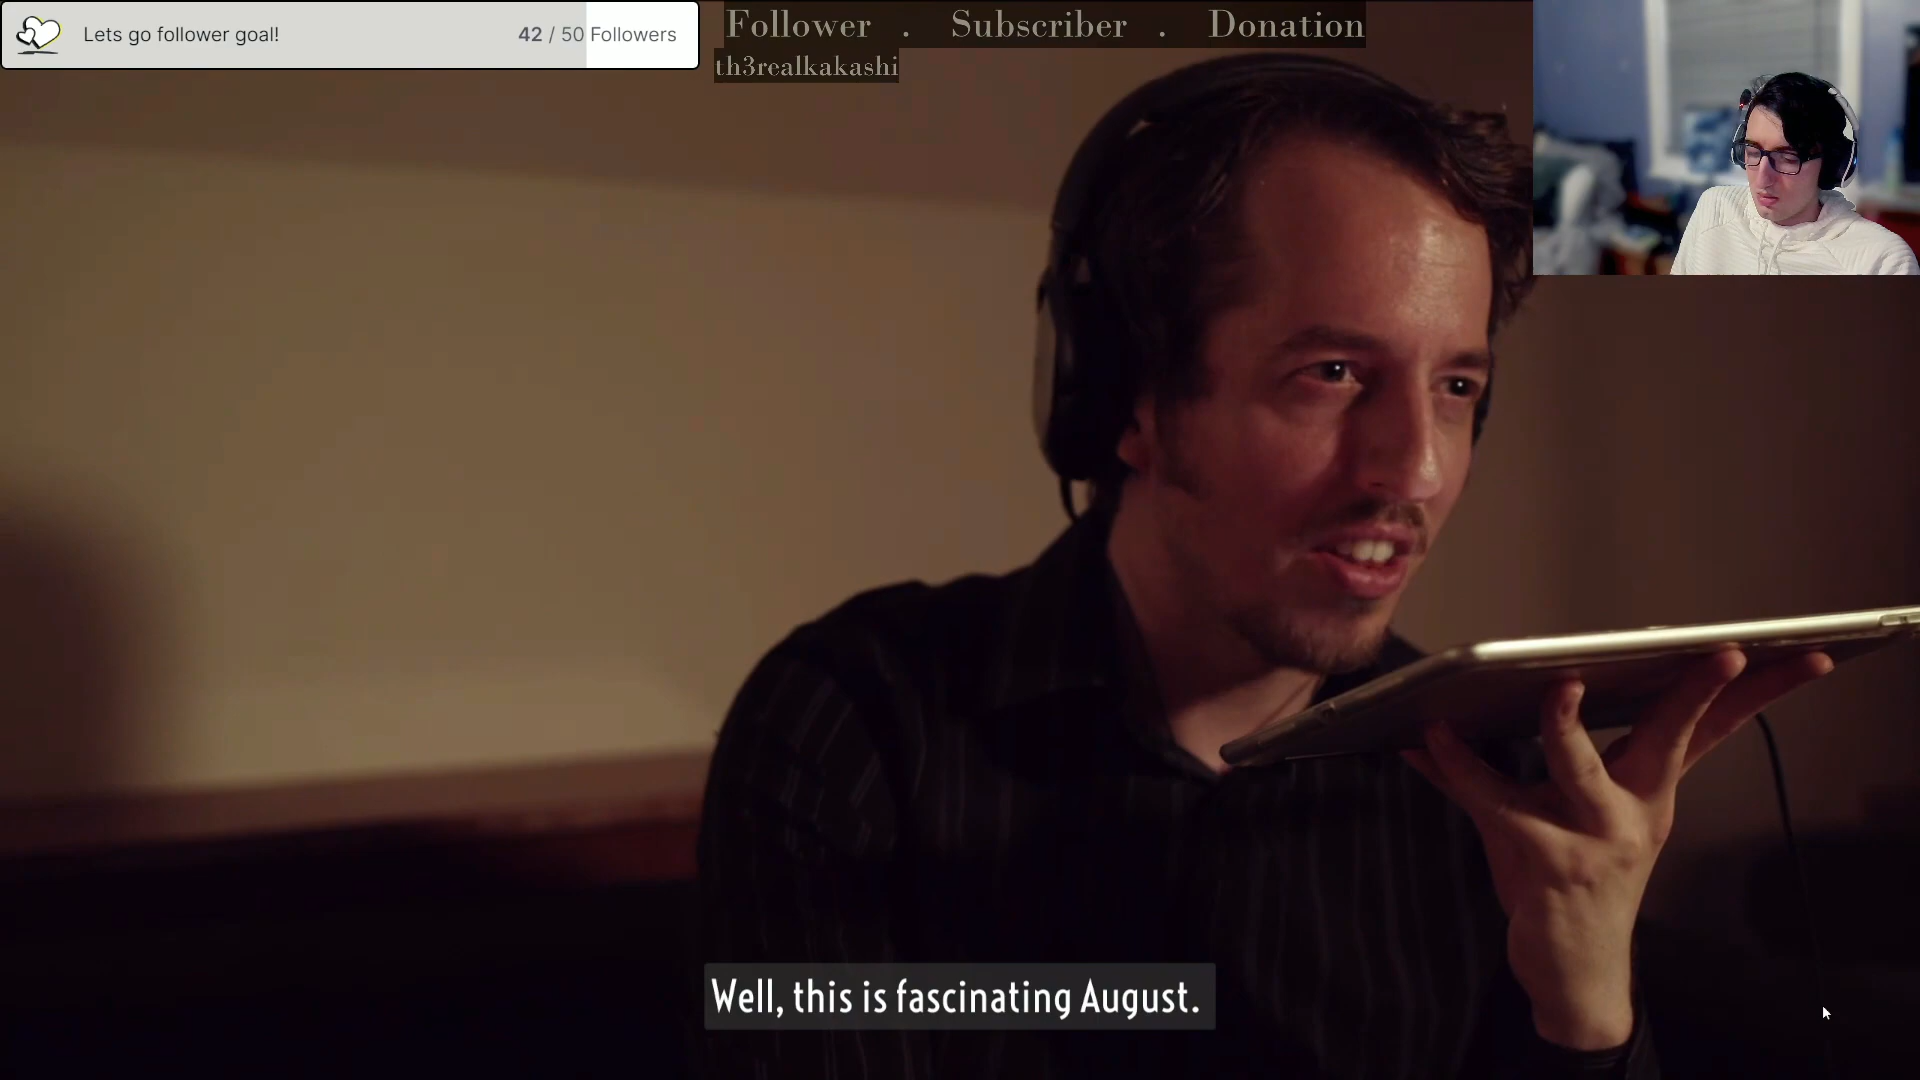 Lets go follower goal!
42 / 50 Followers
Follower . Subscriber . Donation
th3realkakashi
Well, this is fascinating August.